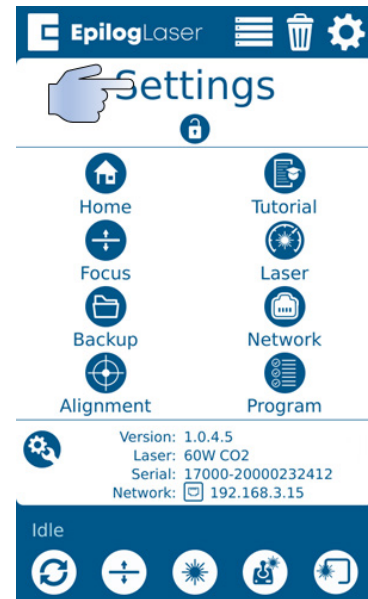 EpilogLaser
Settings
Home Tutorial
Focus Laser
Backup Network
Alignment Program
Version: 1.0.4.5
Laser: 60W CO2
Serial: 17000-20000232412
Network: 192.168.3.15
Idle